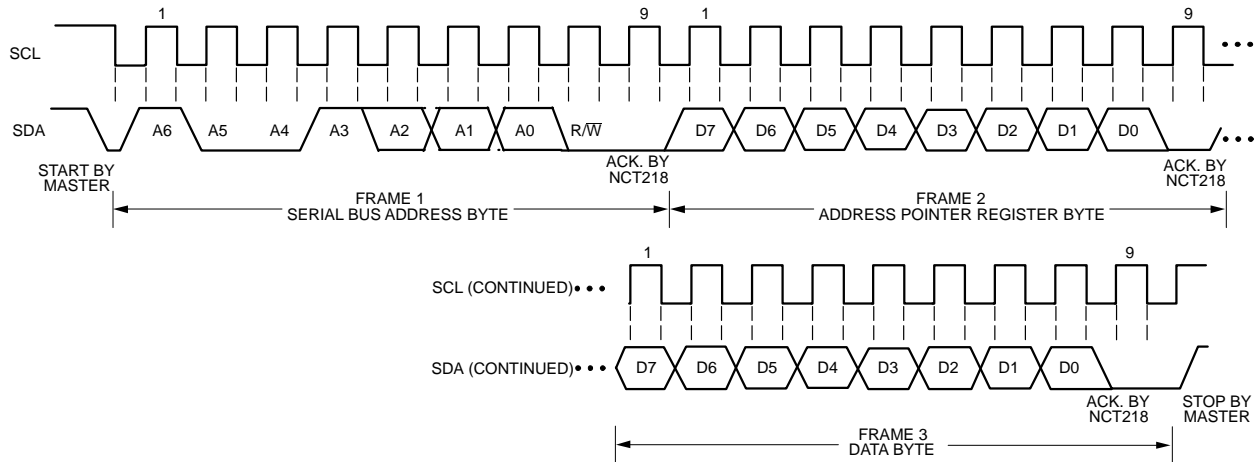 1 9 1 9
SCL
SDA A6 A5 A4 A3 A2 A1 A0 R/W̅ D7 D6 D5 D4 D3 D2 D1 D0
START BY
MASTER
ACK. BY
NCT218
ACK. BY
NCT218
FRAME 1
SERIAL BUS ADDRESS BYTE
FRAME 2
ADDRESS POINTER REGISTER BYTE
1 9
SCL (CONTINUED)
SDA (CONTINUED) D7 D6 D5 D4 D3 D2 D1 D0
ACK. BY
NCT218
STOP BY
MASTER
FRAME 3
DATA BYTE